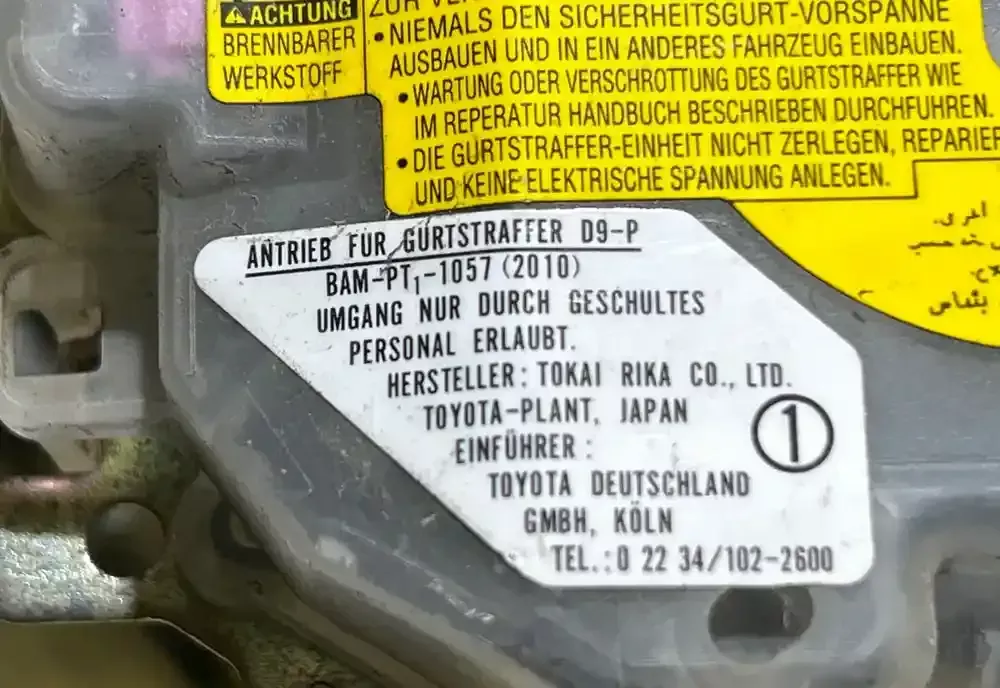 ⚠ACHTUNG
BRENNBARER
WERKSTOFF
ZUR
• NIEMALS DEN SICHERHEITSGURT-VORSPANNE
AUSBAUEN UND IN EIN ANDERES FAHRZEUG EINBAUEN.
• WARTUNG ODER VERSCHROTTUNG DES GURTSTRAFFER WIE
IM REPERATUR HANDBUCH BESCHRIEBEN DURCHFUHREN.
• DIE GURTSTRAFFER-EINHEIT NICHT ZERLEGEN, REPARIER
UND KEINE ELEKTRISCHE SPANNUNG ANLEGEN.
ANTRIEB FÜR GURTSTRAFFER D9-P
BAM-PT₁-1057 (2010)
UMGANG NUR DURCH GESCHULTES
PERSONAL ERLAUBT.
HERSTELLER: TOKAI RIKA CO., LTD.
TOYOTA-PLANT, JAPAN
EINFÜHRER :
TOYOTA DEUTSCHLAND
GMBH, KÖLN
TEL.: 0 22 34/102-2600
①
اخرى.